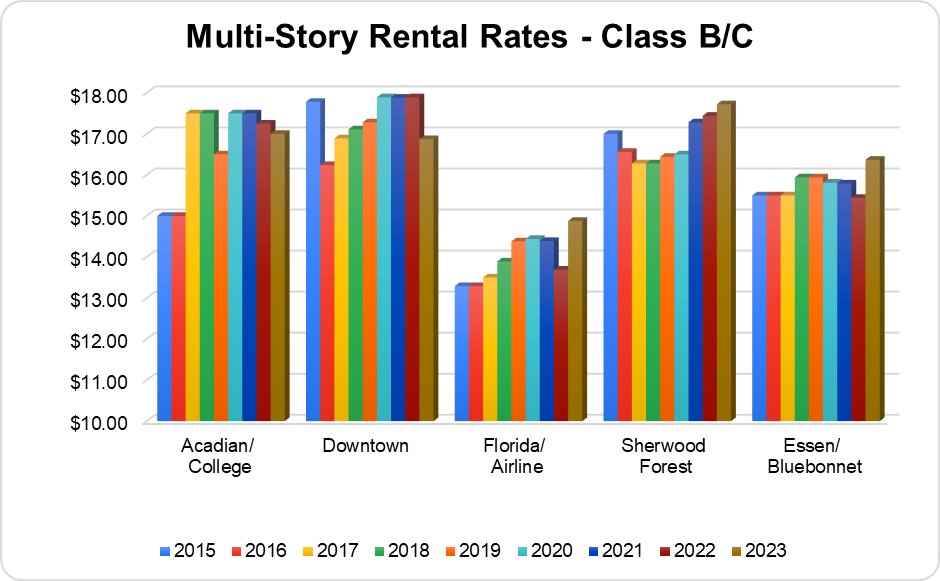 Multi-Story Rental Rates - Class B/C
$18.00
$17.00
$16.00
$15.00
$14.00
$13.00
$12.00
$11.00
$10.00
Acadian/ Downtown Florida/ Sherwood Essen/
College Airline Forest Bluebonnet
2015 2016 2017 2018 2019 2020 2021 2022 2023